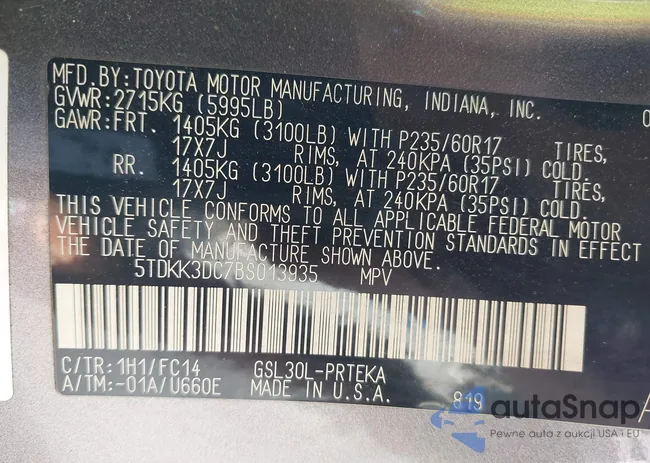 MFD.BY:TOYOTA MOTOR MANUFACTURING, INDIANA, INC.
GVWR:2715KG (5995LB)
GAWR:FRT. 1405KG (3100LB) WITH P235/60R17 TIRES,
17X7J RIMS, AT 240KPA (35PSI) COLD.
RR. 1405KG (3100LB) WITH P235/60R17 TIRES,
17X7J RIMS, AT 240KPA (35PSI) COLD.
THIS VEHICLE CONFORMS TO ALL APPLICABLE FEDERAL MOTOR
VEHICLE SAFETY AND THEFT PREVENTION STANDARDS IN EFFECT ON
THE DATE OF MANUFACTURE SHOWN ABOVE.
5TDKK3DC7BS013935 MPV
C/TR:1H1/FC14 GSL30L-PRTEKA
A/TM:-01A/U660E MADE IN U.S.A. 819
autaSnap
Pewne auta z aukcji USA i EU